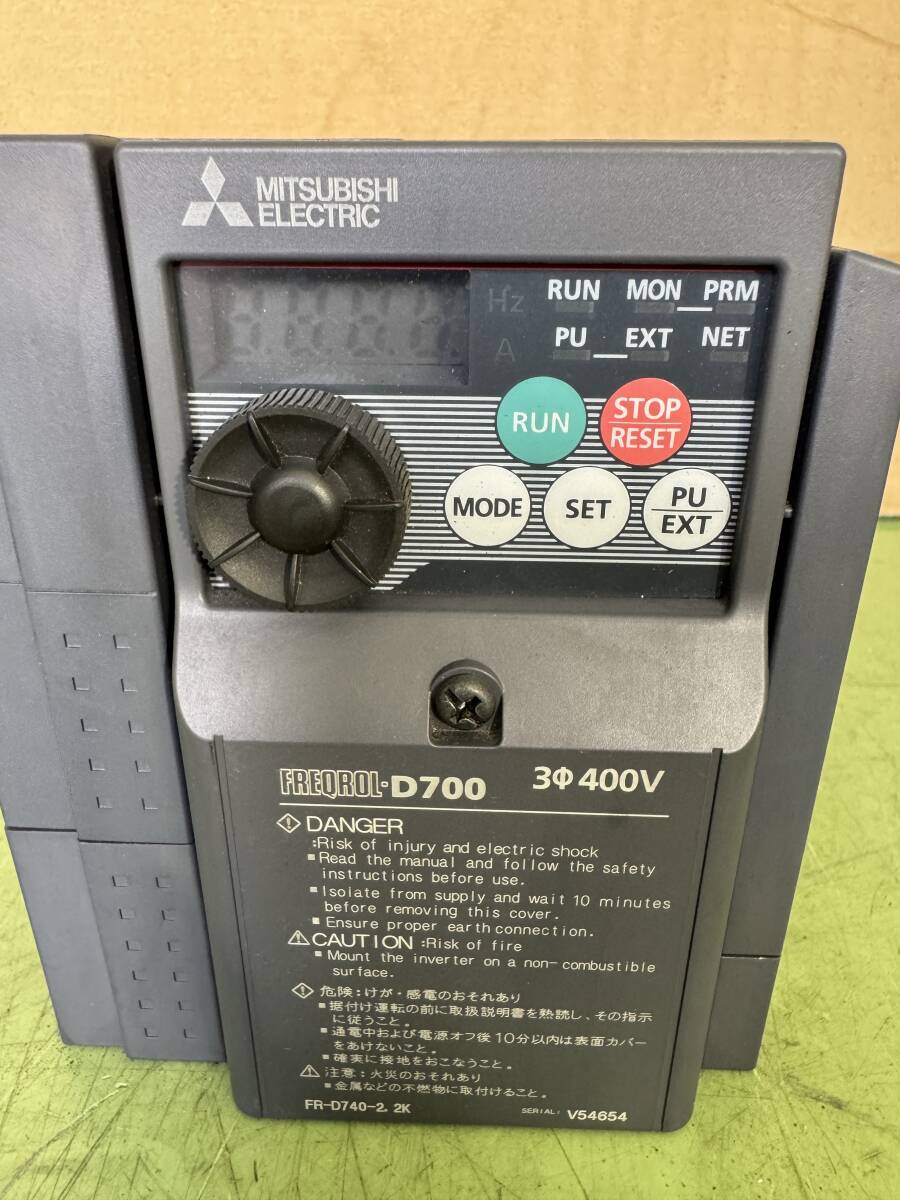 MITSUBISHI
ELECTRIC
Hz RUN MON PRM
A PU EXT NET
RUN STOP
RESET
MODE SET PU
EXT
FREQROL-D700 3Φ400V
DANGER
:Risk of injury and electric shock
▪Read the manual and follow the safety
instructions before use.
▪Isolate from supply and wait 10 minutes
before removing this cover.
▪Ensure proper earth connection.
CAUTION :Risk of fire
▪Mount the inverter on a non-combustible
surface.
危険:けが・感電のおそれあり
▪据付け運転の前に取扱説明書を熟読し、その指示
に従うこと。
▪通電中および電源オフ後10分以内は表面カバー
をあけないこと。
▪確実に接地をおこなうこと。
注意:火災のおそれあり
▪金属などの不燃物に取付けること。
FR-D740-2.2K SERIAL: V54654